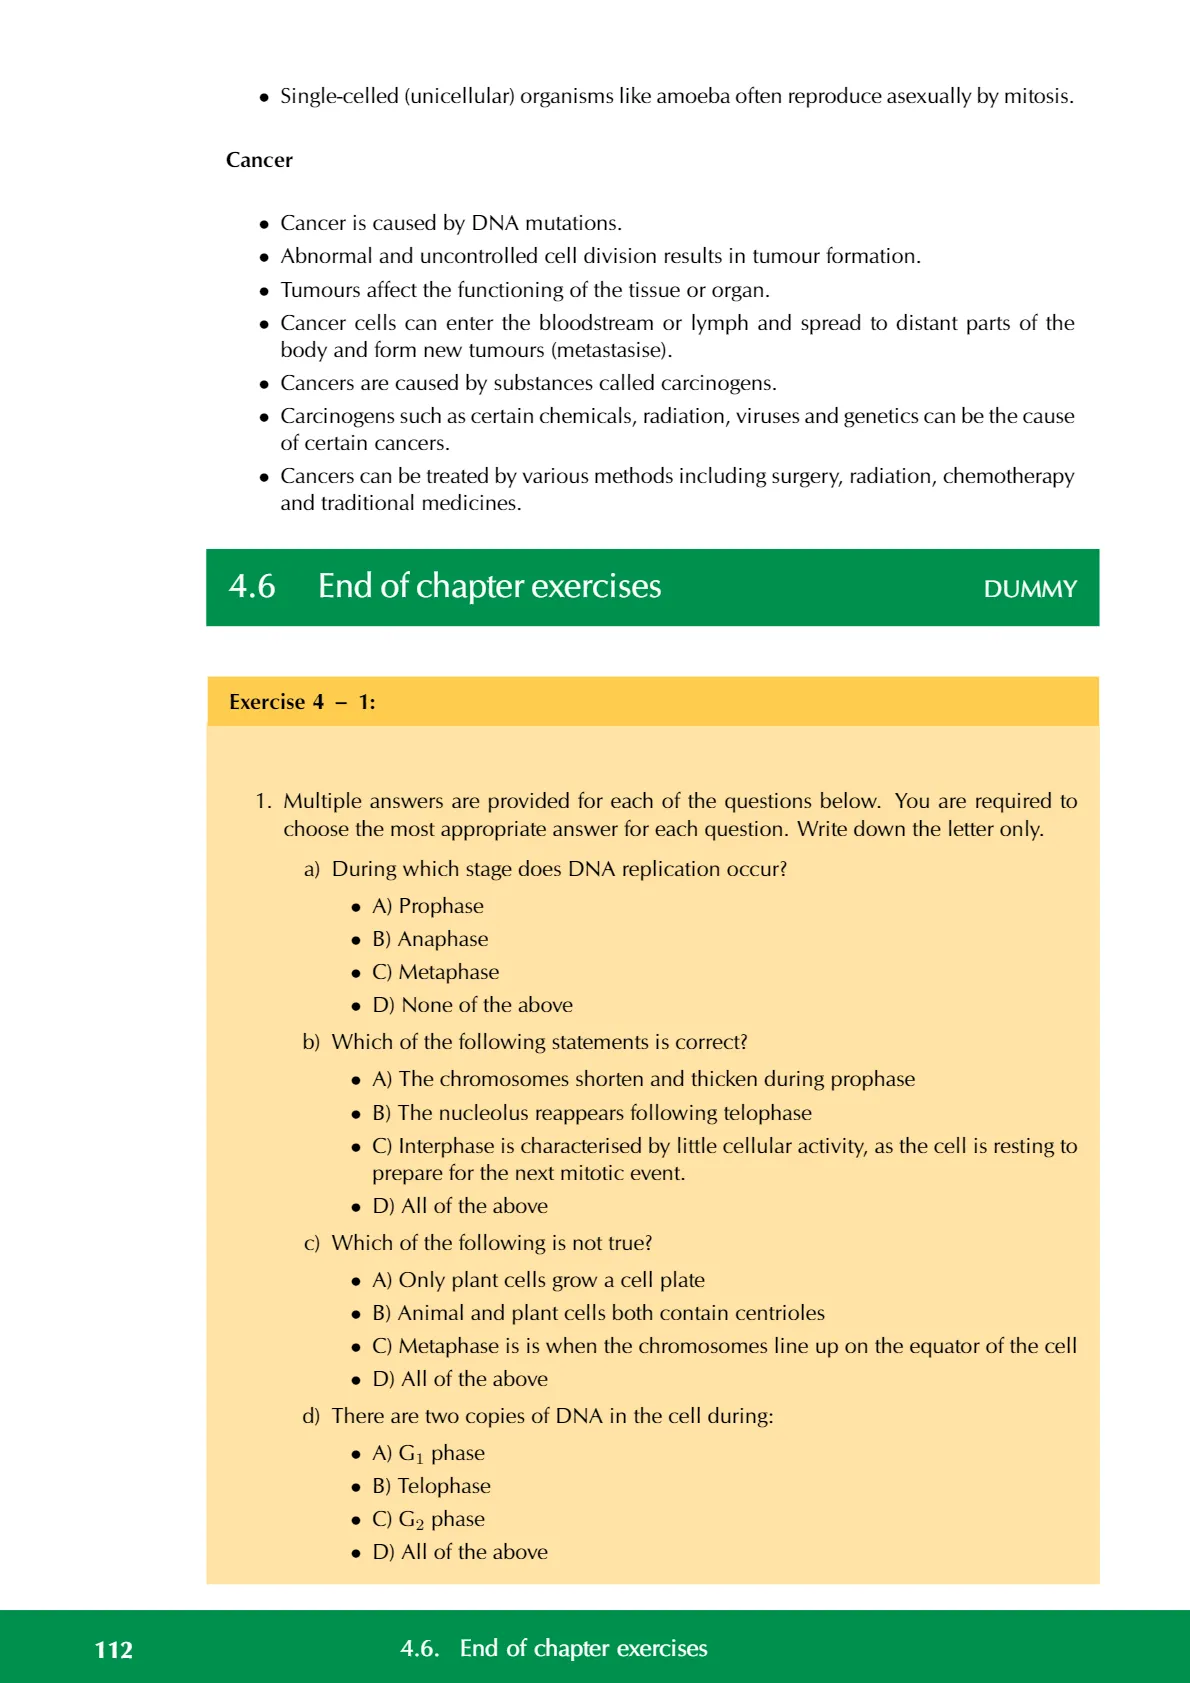 • Single-celled (unicellular) organisms like amoeba often reproduce asexually by mitosis.
Cancer
• Cancer is caused by DNA mutations.
• Abnormal and uncontrolled cell division results in tumour formation.
• Tumours affect the functioning of the tissue or organ.
• Cancer cells can enter the bloodstream or lymph and spread to distant parts of the
body and form new tumours (metastasise).
• Cancers are caused by substances called carcinogens.
• Carcinogens such as certain chemicals, radiation, viruses and genetics can be the cause
of certain cancers.
• Cancers can be treated by various methods including surgery, radiation, chemotherapy
and traditional medicines.
4.6 End of chapter exercises DUMMY
Exercise 4 – 1:
1. Multiple answers are provided for each of the questions below. You are required to
choose the most appropriate answer for each question. Write down the letter only.
a) During which stage does DNA replication occur?
• A) Prophase
• B) Anaphase
• C) Metaphase
• D) None of the above
b) Which of the following statements is correct?
• A) The chromosomes shorten and thicken during prophase
• B) The nucleolus reappears following telophase
• C) Interphase is characterised by little cellular activity, as the cell is resting to
prepare for the next mitotic event.
• D) All of the above
c) Which of the following is not true?
• A) Only plant cells grow a cell plate
• B) Animal and plant cells both contain centrioles
• C) Metaphase is is when the chromosomes line up on the equator of the cell
• D) All of the above
d) There are two copies of DNA in the cell during:
• A) G₁ phase
• B) Telophase
• C) G₂ phase
• D) All of the above
112 4.6. End of chapter exercises